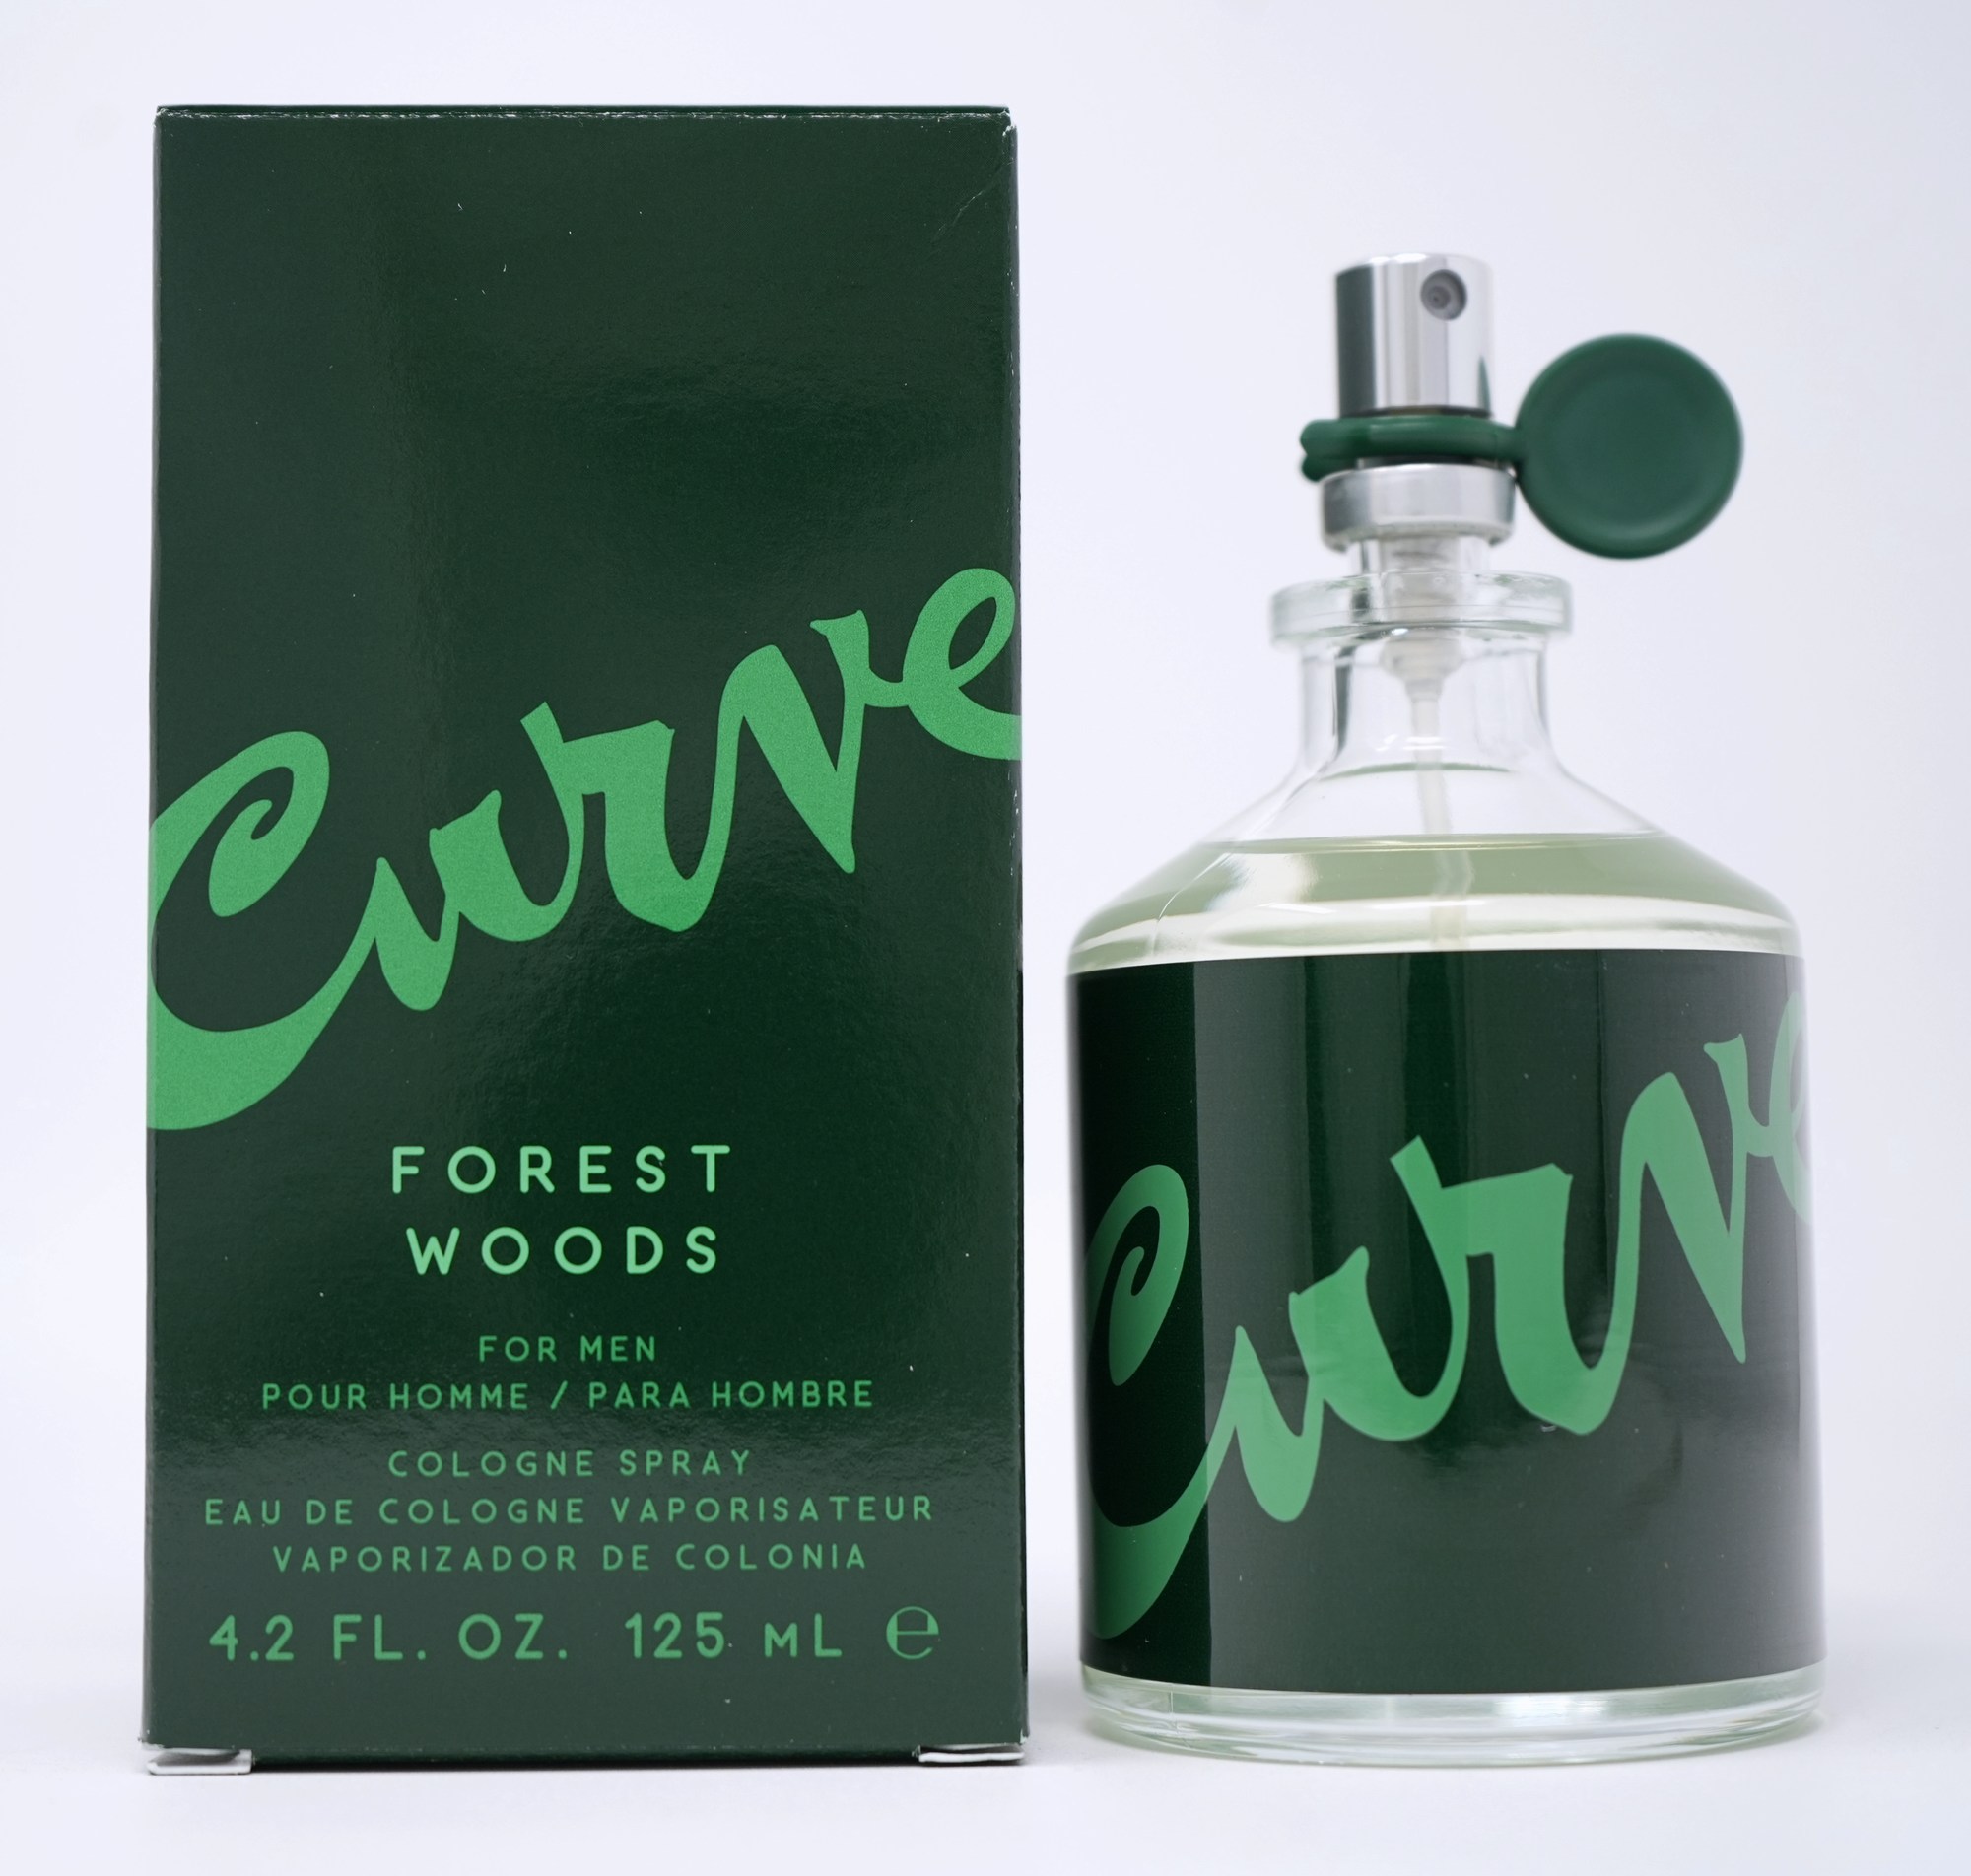 Curve
FOREST
WOODS
FOR MEN
POUR HOMME / PARA HOMBRE
COLOGNE SPRAY
EAU DE COLOGNE VAPORISATEUR
VAPORIZADOR DE COLONIA
4.2 FL. OZ. 125 mL ℮
Curve